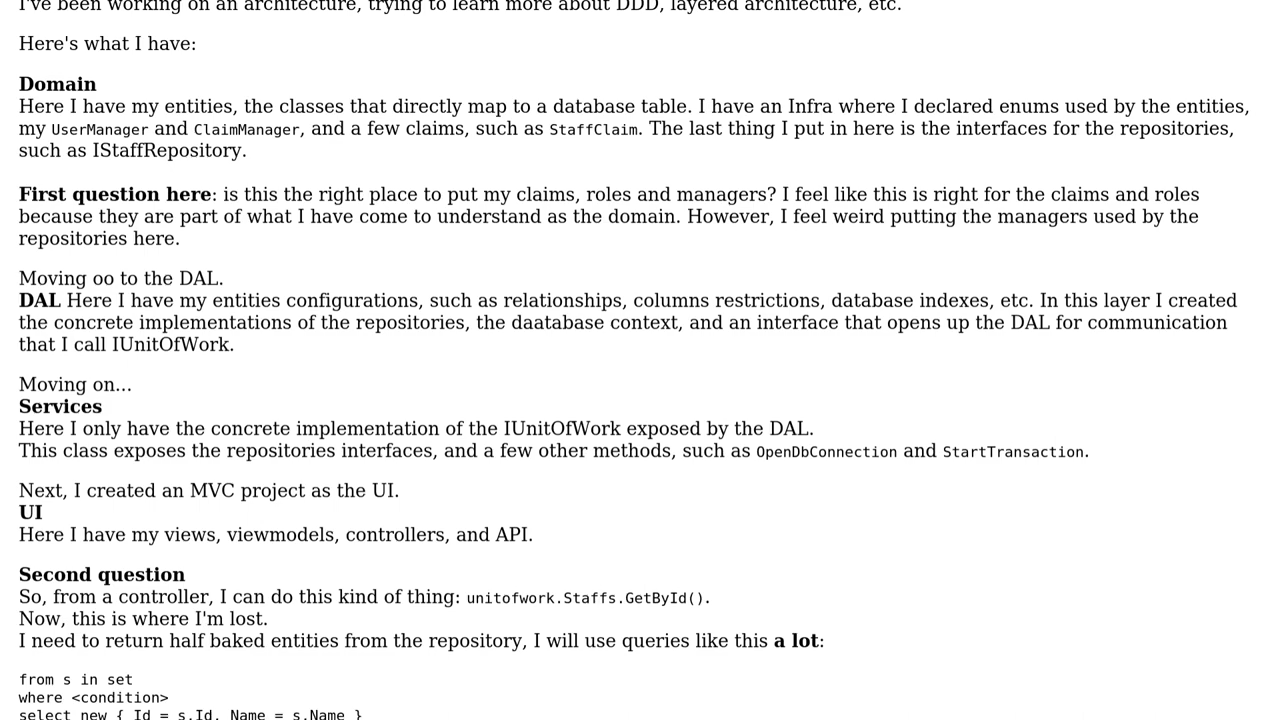 I've been working on an architecture, trying to learn more about DDD, layered architecture, etc.
Here's what I have:
Domain
Here I have my entities, the classes that directly map to a database table. I have an Infra where I declared enums used by the entities,
my UserManager and ClaimManager, and a few claims, such as StaffClaim. The last thing I put in here is the interfaces for the repositories,
such as IStaffRepository.
First question here: is this the right place to put my claims, roles and managers? I feel like this is right for the claims and roles
because they are part of what I have come to understand as the domain. However, I feel weird putting the managers used by the
repositories here.
Moving oo to the DAL.
DAL Here I have my entities configurations, such as relationships, columns restrictions, database indexes, etc. In this layer I created
the concrete implementations of the repositories, the daatabase context, and an interface that opens up the DAL for communication
that I call IUnitOfWork.
Moving on...
Services
Here I only have the concrete implementation of the IUnitOfWork exposed by the DAL.
This class exposes the repositories interfaces, and a few other methods, such as OpenDbConnection and StartTransaction.
Next, I created an MVC project as the UI.
UI
Here I have my views, viewmodels, controllers, and API.
Second question
So, from a controller, I can do this kind of thing: unitofwork.Staffs.GetById().
Now, this is where I'm lost.
I need to return half baked entities from the repository, I will use queries like this a lot:
from s in set
where <condition>
select new { Id = s.Id, Name = s.Name }